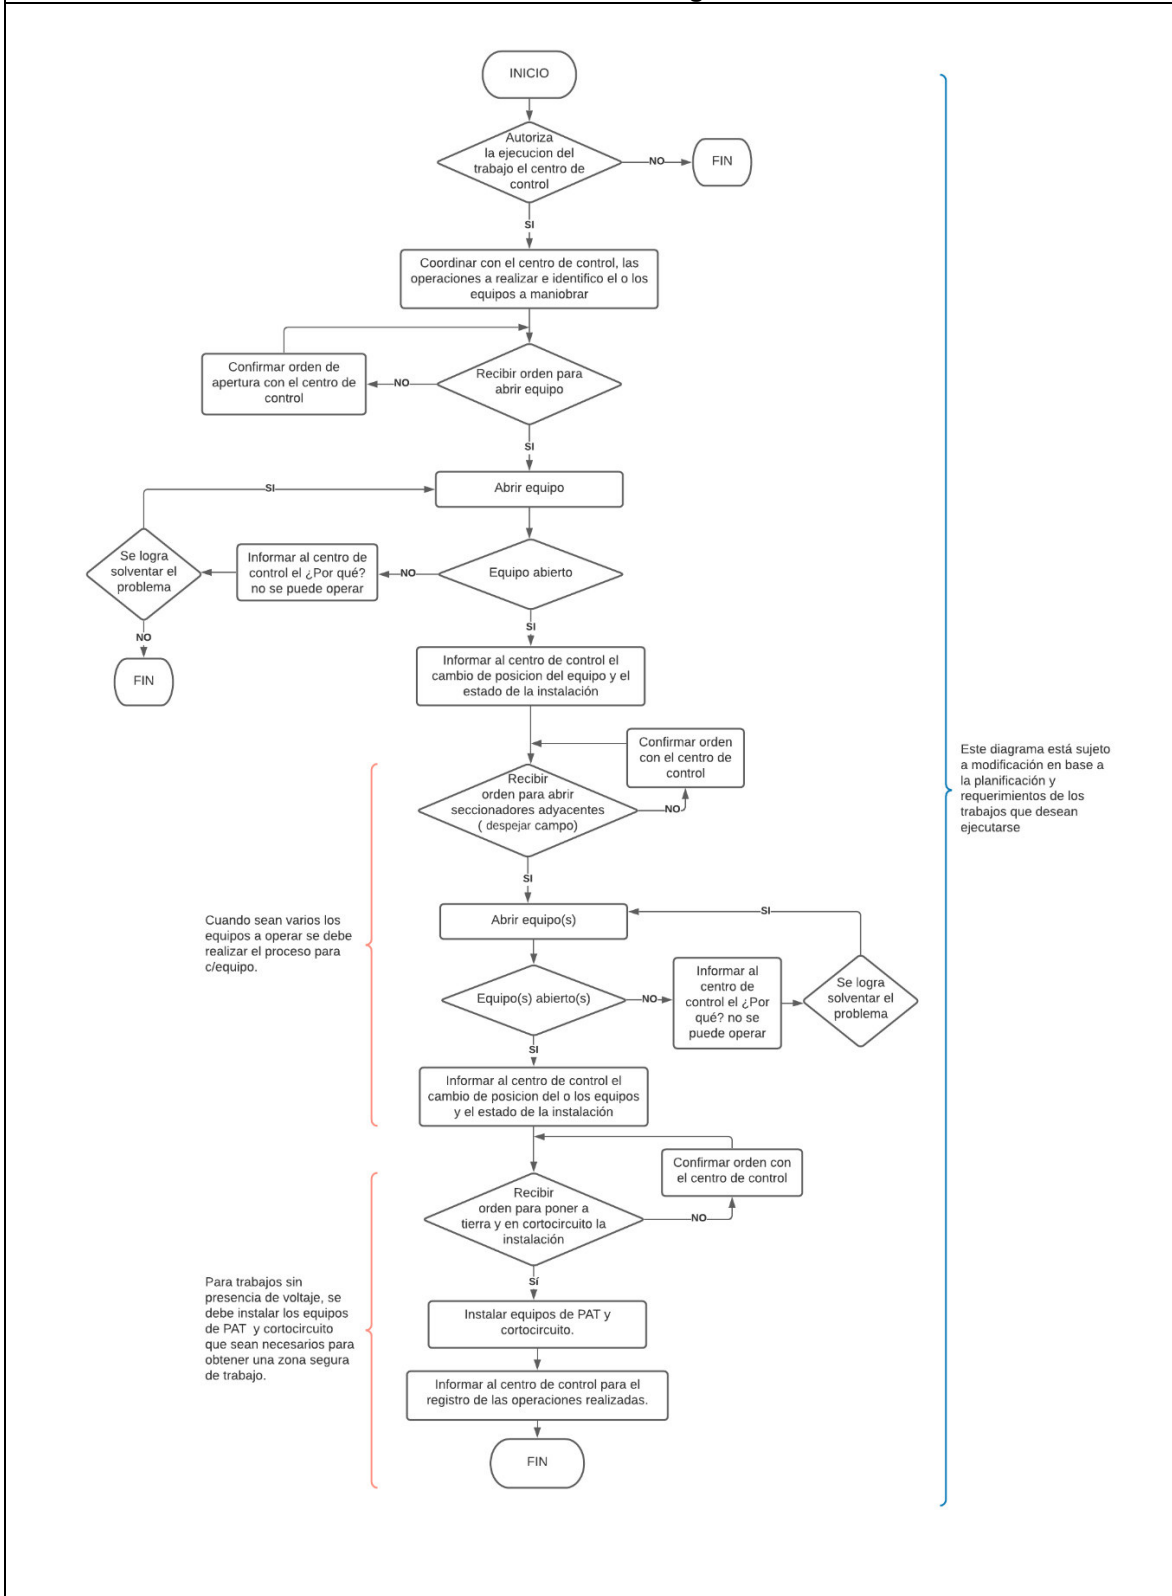 INICIO
Autoriza
la ejecucion del
trabajo el centro de
control
NO
FIN
SI
Coordinar con el centro de control, las
operaciones a realizar e identifico el o los
equipos a maniobrar
Confirmar orden de
apertura con el centro de
control
NO
Recibir orden para
abrir equipo
SI
SI
Abrir equipo
Se logra
solventar el
problema
Informar al centro de
control el ¿Por qué?
no se puede operar
NO
Equipo abierto
NO
FIN
SI
Informar al centro de control el
cambio de posicion del equipo y el
estado de la instalación
Confirmar orden
con el centro de
control
Recibir
orden para abrir
seccionadores adyacentes
( despejar campo)
NO
Este diagrama está sujeto
a modificación en base a
la planificación y
requerimientos de los
trabajos que desean
ejecutarse
SI
Cuando sean varios los
equipos a operar se debe
realizar el proceso para
c/equipo.
Abrir equipo(s)
SI
Equipo(s) abierto(s)
NO
Informar al
centro de
control el ¿Por
qué? no se
puede operar
Se logra
solventar el
problema
SI
Informar al centro de control el
cambio de posicion del o los equipos
y el estado de la instalación
Confirmar orden con
el centro de control
Recibir
orden para poner a
tierra y en cortocircuito la
instalación
NO
Sí
Para trabajos sin
presencia de voltaje, se
debe instalar los equipos
de PAT y cortocircuito
que sean necesarios para
obtener una zona segura
de trabajo.
Instalar equipos de PAT y
cortocircuito.
Informar al centro de control para el
registro de las operaciones realizadas.
FIN